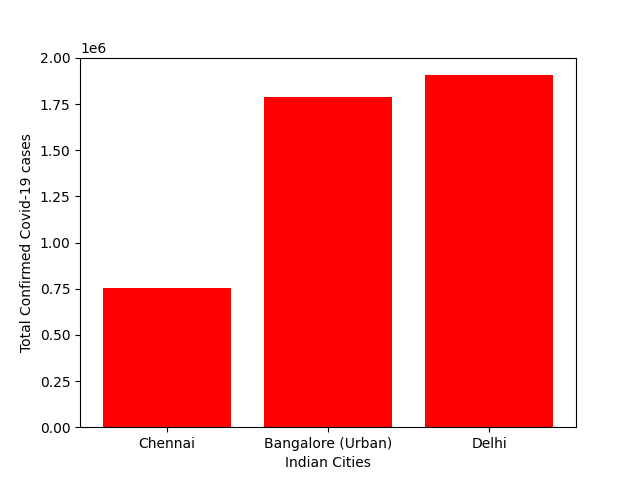 1e6
2.00
1.75
1.50
1.25
1.00
0.75
0.50
0.25
0.00
Total Confirmed Covid-19 cases
Chennai Bangalore (Urban) Delhi
Indian Cities